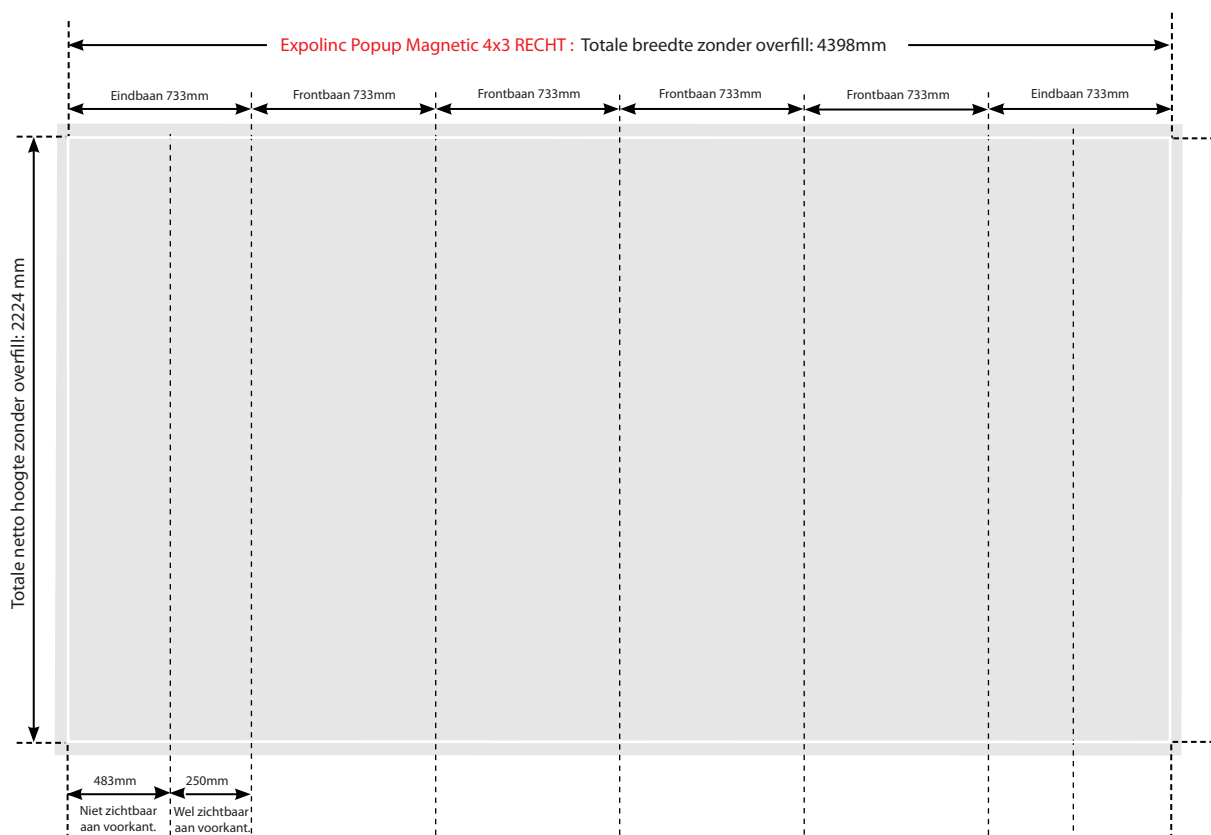 Expolinc Popup Magnetic 4x3 RECHT : Totale breedte zonder overfill: 4398mm
Eindbaan 733mm
Frontbaan 733mm
Frontbaan 733mm
Frontbaan 733mm
Frontbaan 733mm
Eindbaan 733mm
Totale netto hoogte zonder overfill: 2224 mm
483mm
250mm
Niet zichtbaar
aan voorkant.
Wel zichtbaar
aan voorkant.